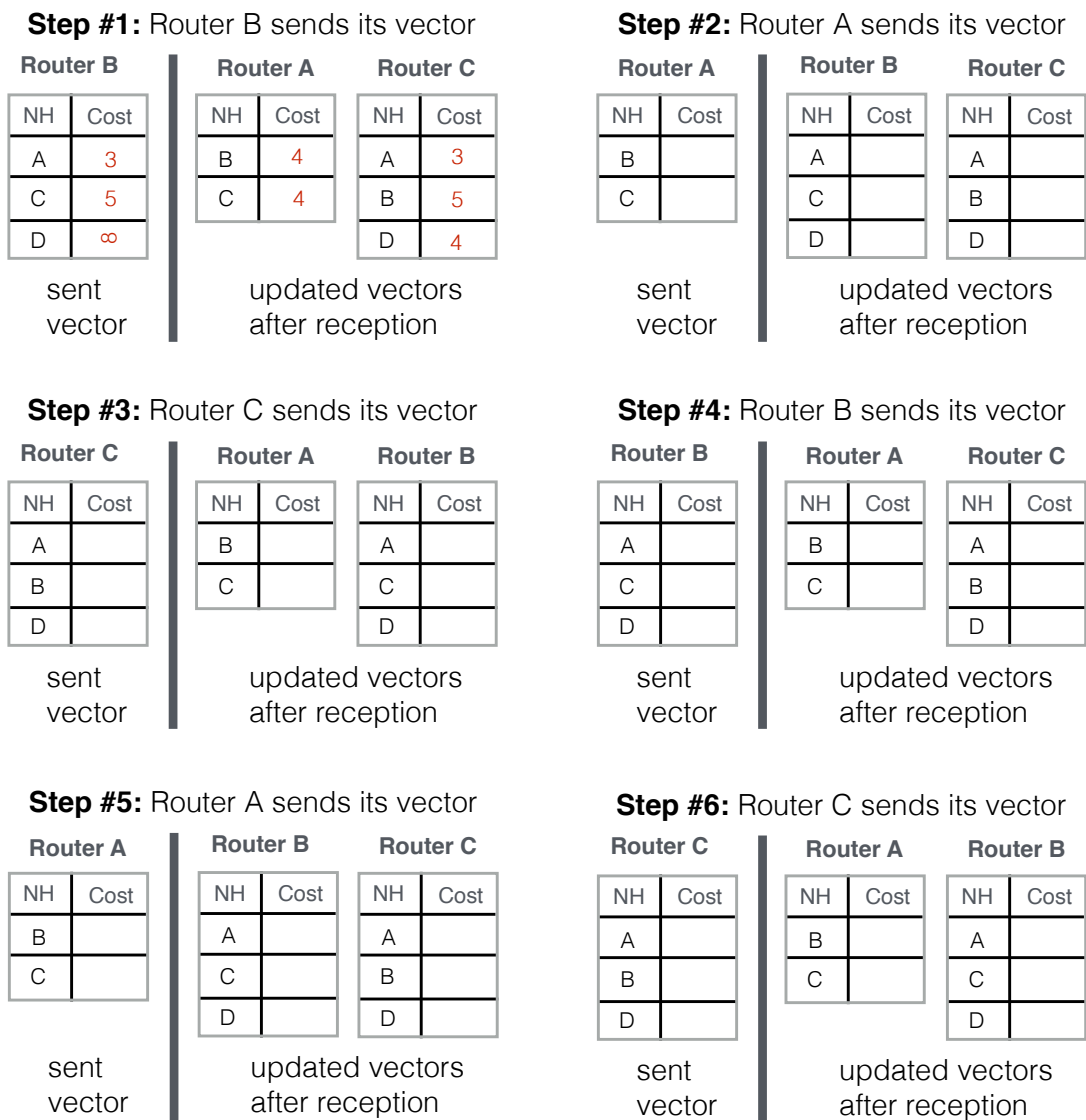 Step #1: Router B sends its vector
Router B
NH Cost
A 3
C 5
D ∞
sent
vector
Router A
NH Cost
B 4
C 4
Router C
NH Cost
A 3
B 5
D 4
updated vectors
after reception
Step #2: Router A sends its vector
Router A
NH Cost
B
C
sent
vector
Router B
NH Cost
A
C
D
Router C
NH Cost
A
B
D
updated vectors
after reception
Step #3: Router C sends its vector
Router C
NH Cost
A
B
D
sent
vector
Router A
NH Cost
B
C
Router B
NH Cost
A
C
D
updated vectors
after reception
Step #4: Router B sends its vector
Router B
NH Cost
A
C
D
sent
vector
Router A
NH Cost
B
C
Router C
NH Cost
A
B
D
updated vectors
after reception
Step #5: Router A sends its vector
Router A
NH Cost
B
C
sent
vector
Router B
NH Cost
A
C
D
Router C
NH Cost
A
B
D
updated vectors
after reception
Step #6: Router C sends its vector
Router C
NH Cost
A
B
D
sent
vector
Router A
NH Cost
B
C
Router B
NH Cost
A
C
D
updated vectors
after reception